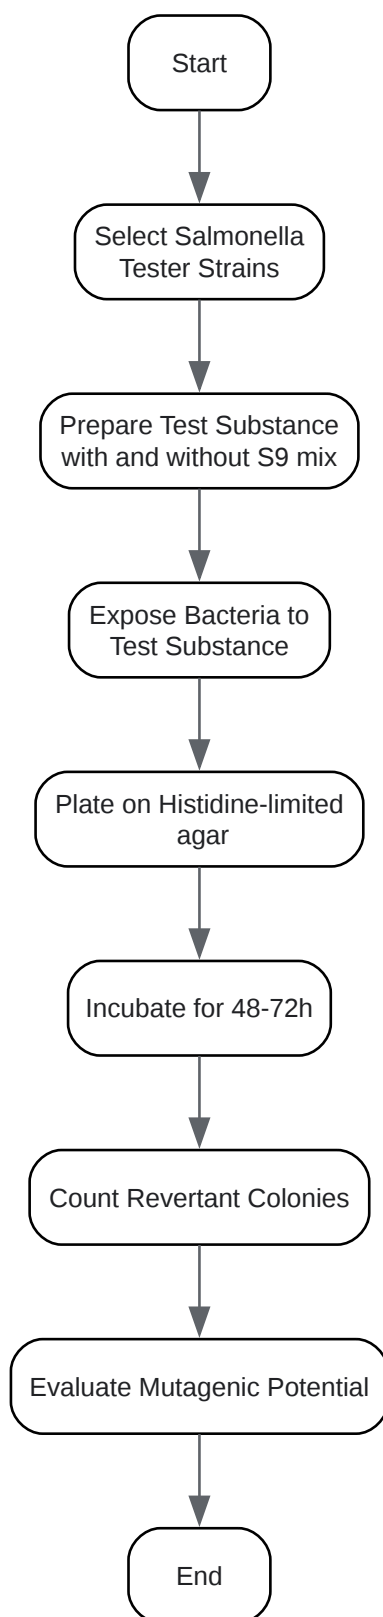 Start
Select Salmonella
Tester Strains
Prepare Test Substance
with and without S9 mix
Expose Bacteria to
Test Substance
Plate on Histidine-limited
agar
Incubate for 48-72h
Count Revertant Colonies
Evaluate Mutagenic Potential
End